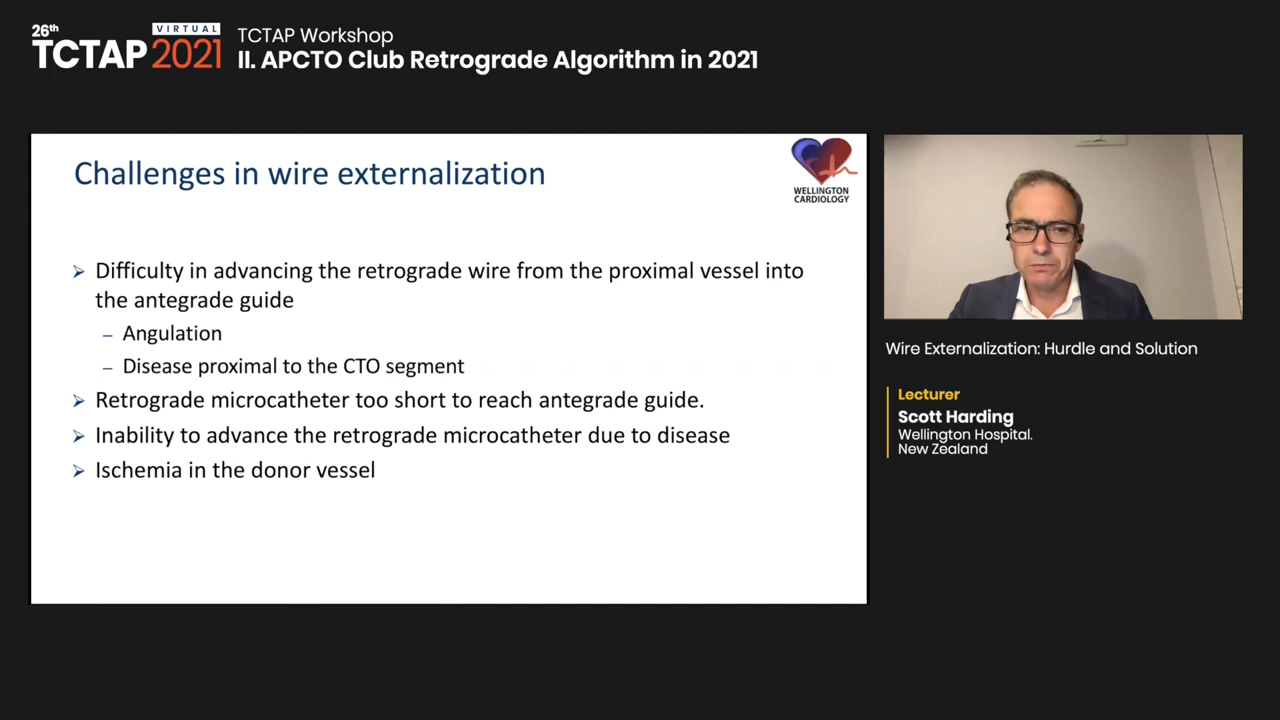 26th
VIRTUAL
TCTAP 2021
TCTAP Workshop
II. APCTO Club Retrograde Algorithm in 2021
Challenges in wire externalization
WELLINGTON
CARDIOLOGY
➢ Difficulty in advancing the retrograde wire from the proximal vessel into
the antegrade guide
– Angulation
– Disease proximal to the CTO segment
➢ Retrograde microcatheter too short to reach antegrade guide.
➢ Inability to advance the retrograde microcatheter due to disease
➢ Ischemia in the donor vessel
Wire Externalization: Hurdle and Solution
Lecturer
Scott Harding
Wellington Hospital.
New Zealand